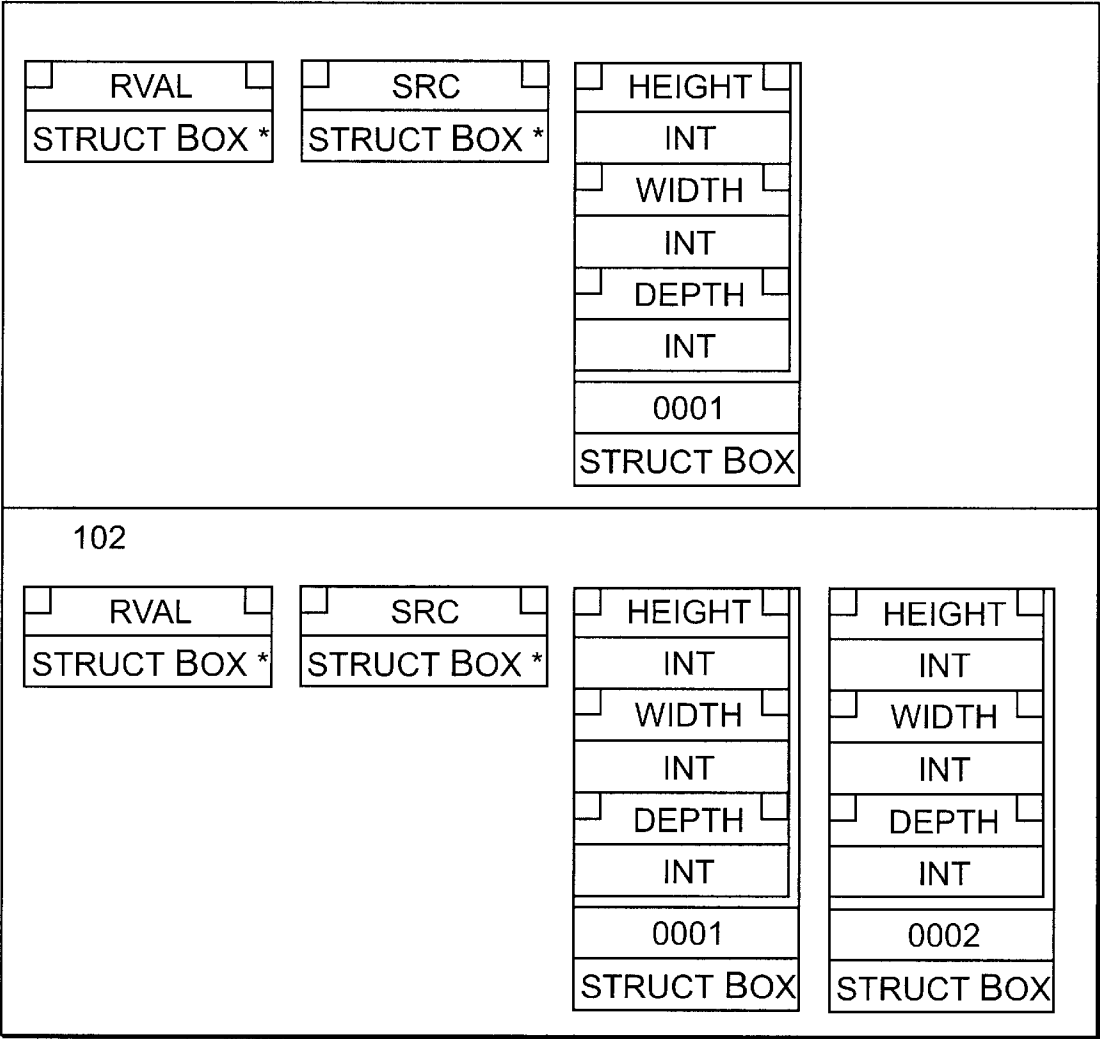 RVAL
STRUCT BOX *
SRC
STRUCT BOX *
HEIGHT
INT
WIDTH
INT
DEPTH
INT
0001
STRUCT BOX
102
RVAL
STRUCT BOX *
SRC
STRUCT BOX *
HEIGHT
INT
WIDTH
INT
DEPTH
INT
0001
STRUCT BOX
HEIGHT
INT
WIDTH
INT
DEPTH
INT
0002
STRUCT BOX